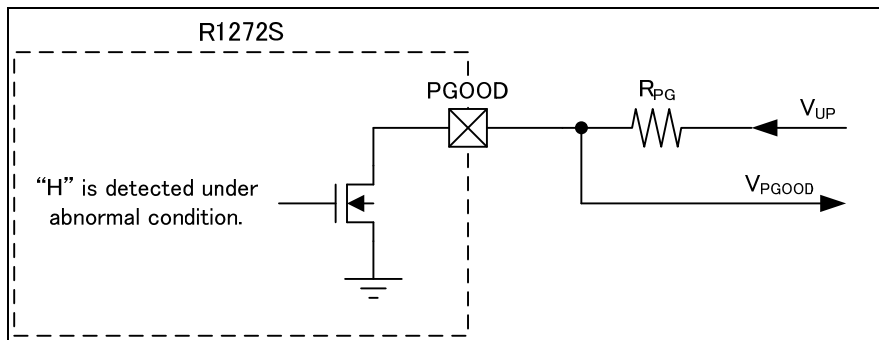 R1272S
PGOOD
RPG
VUP
“H” is detected under
abnormal condition.
VPGOOD